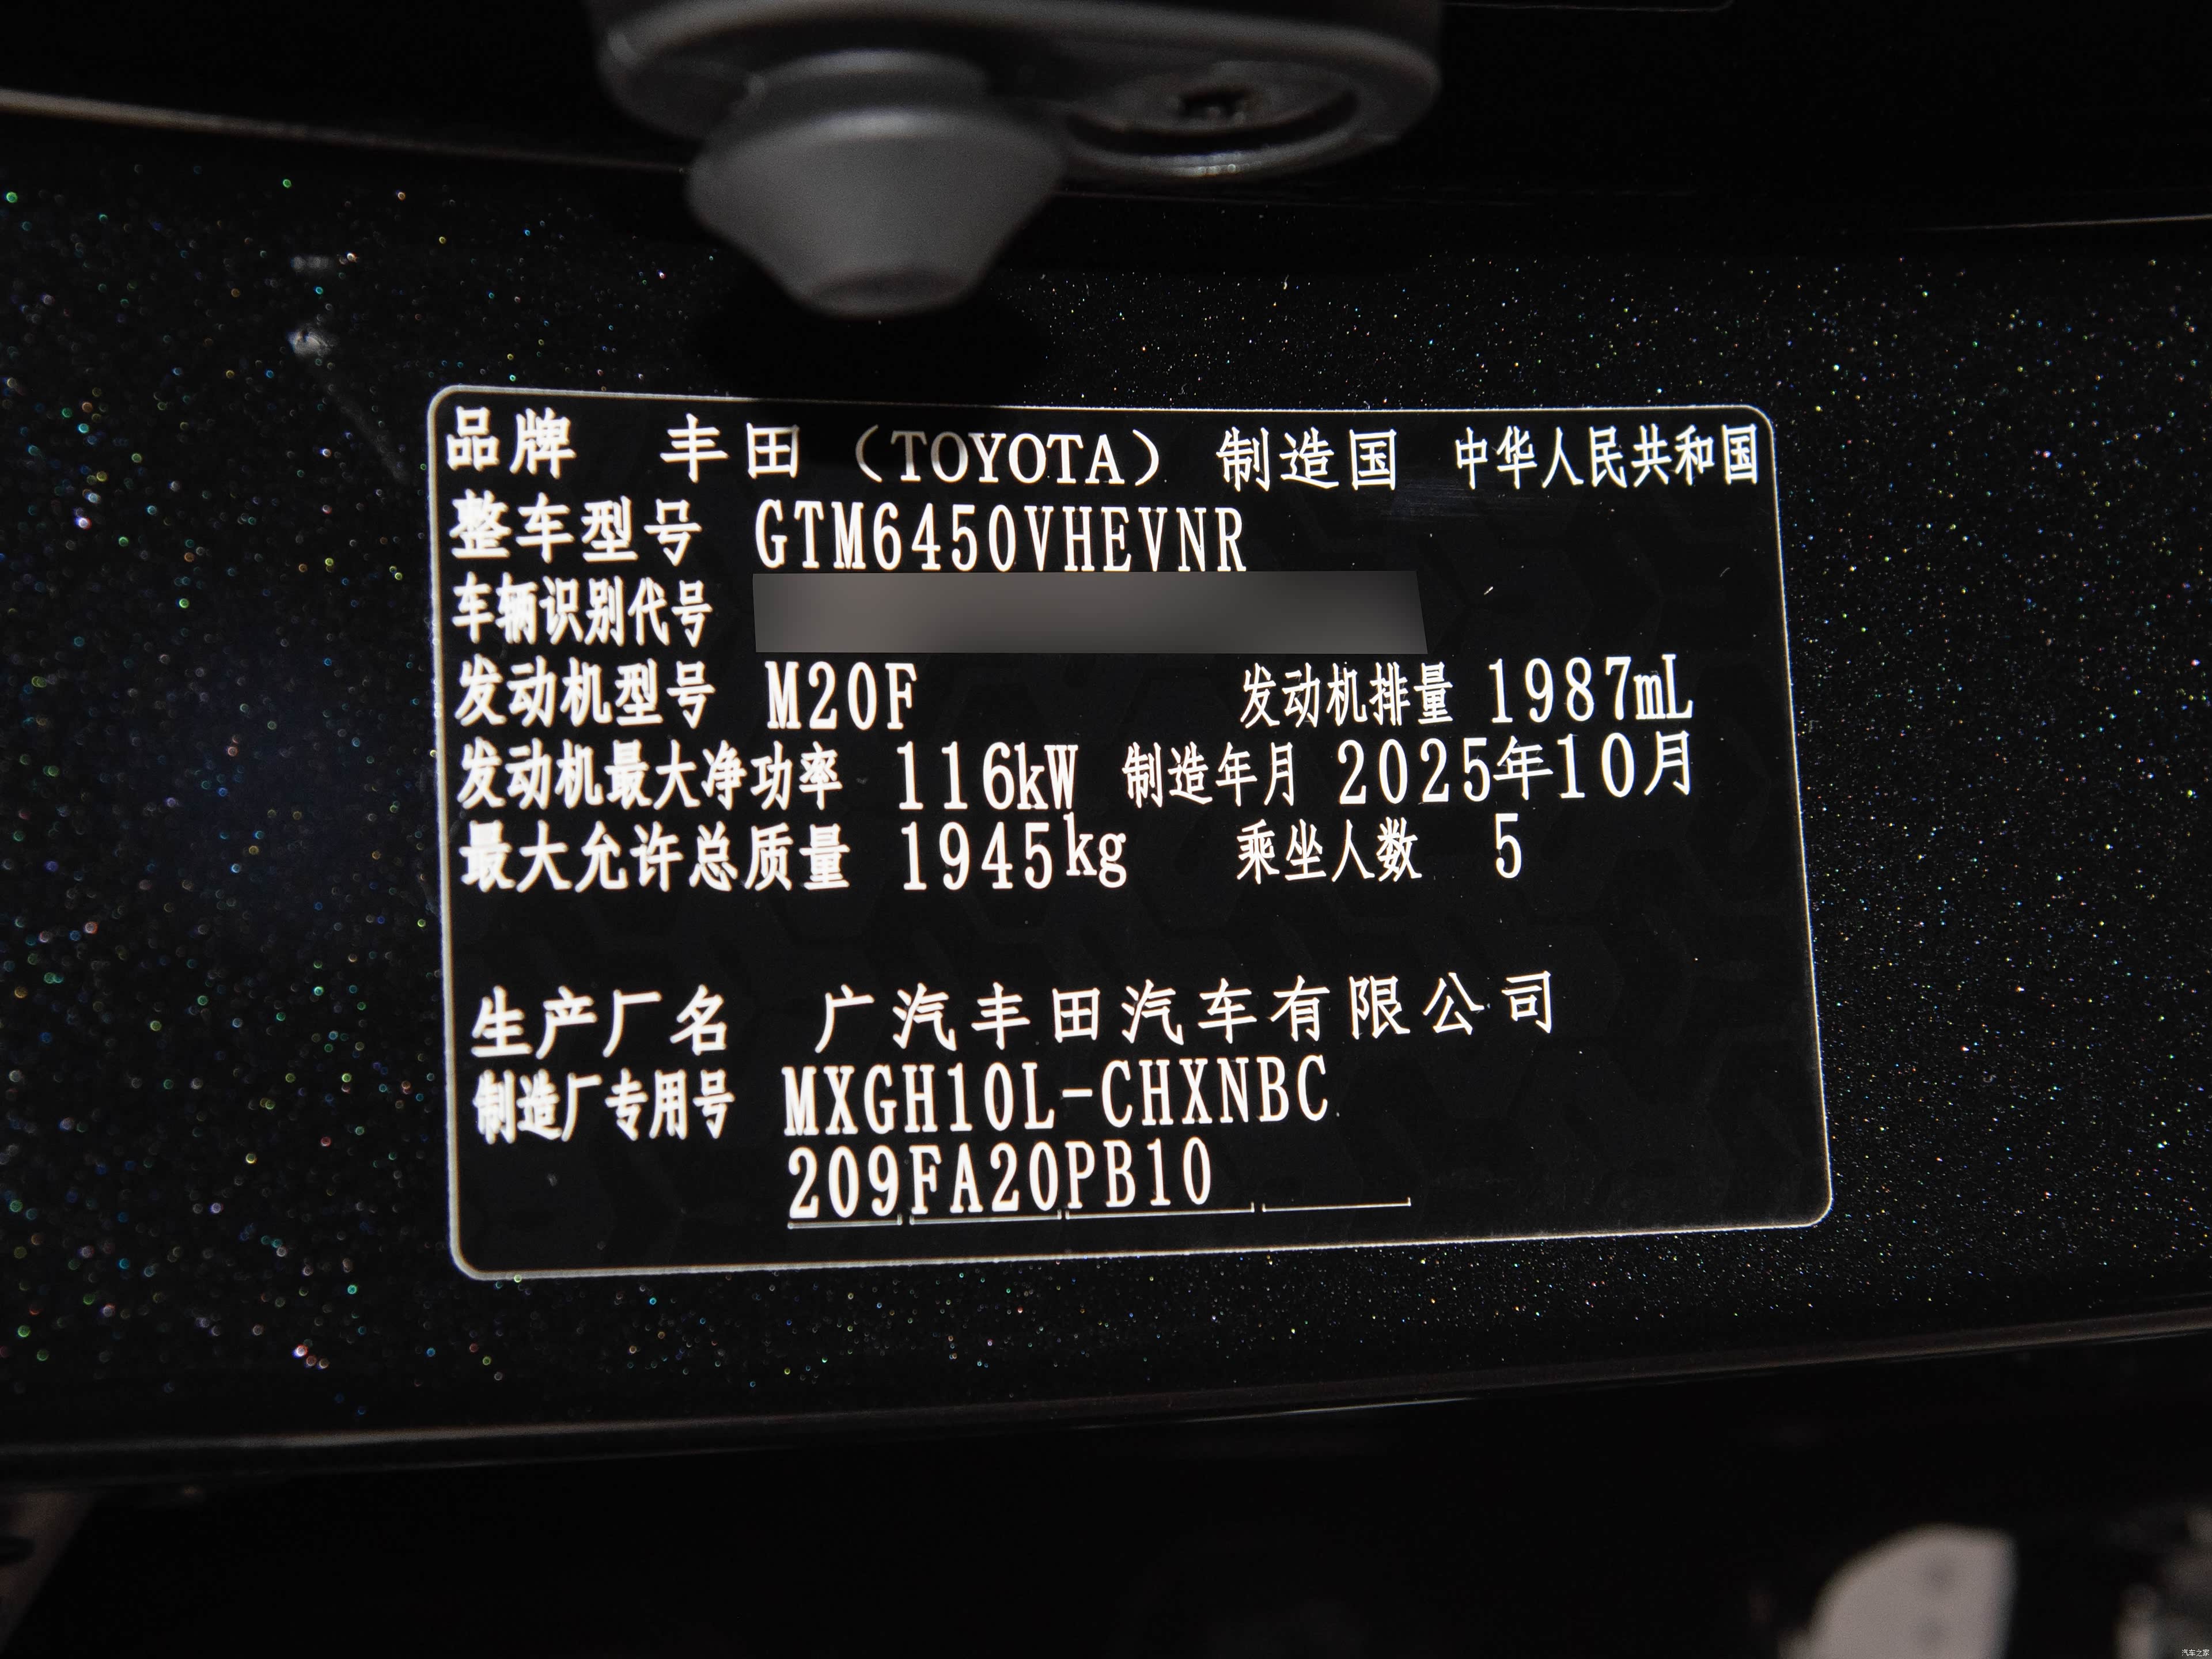 品牌 丰田（TOYOTA） 制造国 中华人民共和国
整车型号 GTM6450VHEVNR
车辆识别代号
发动机型号 M20F 发动机排量 1987mL
发动机最大净功率 116kW 制造年月 2025年10月
最大允许总质量 1945kg 乘坐人数 5
生产厂名 广汽丰田汽车有限公司
制造厂专用号 MXGH10L-CHXNBC
209FA20PB10
汽车之家